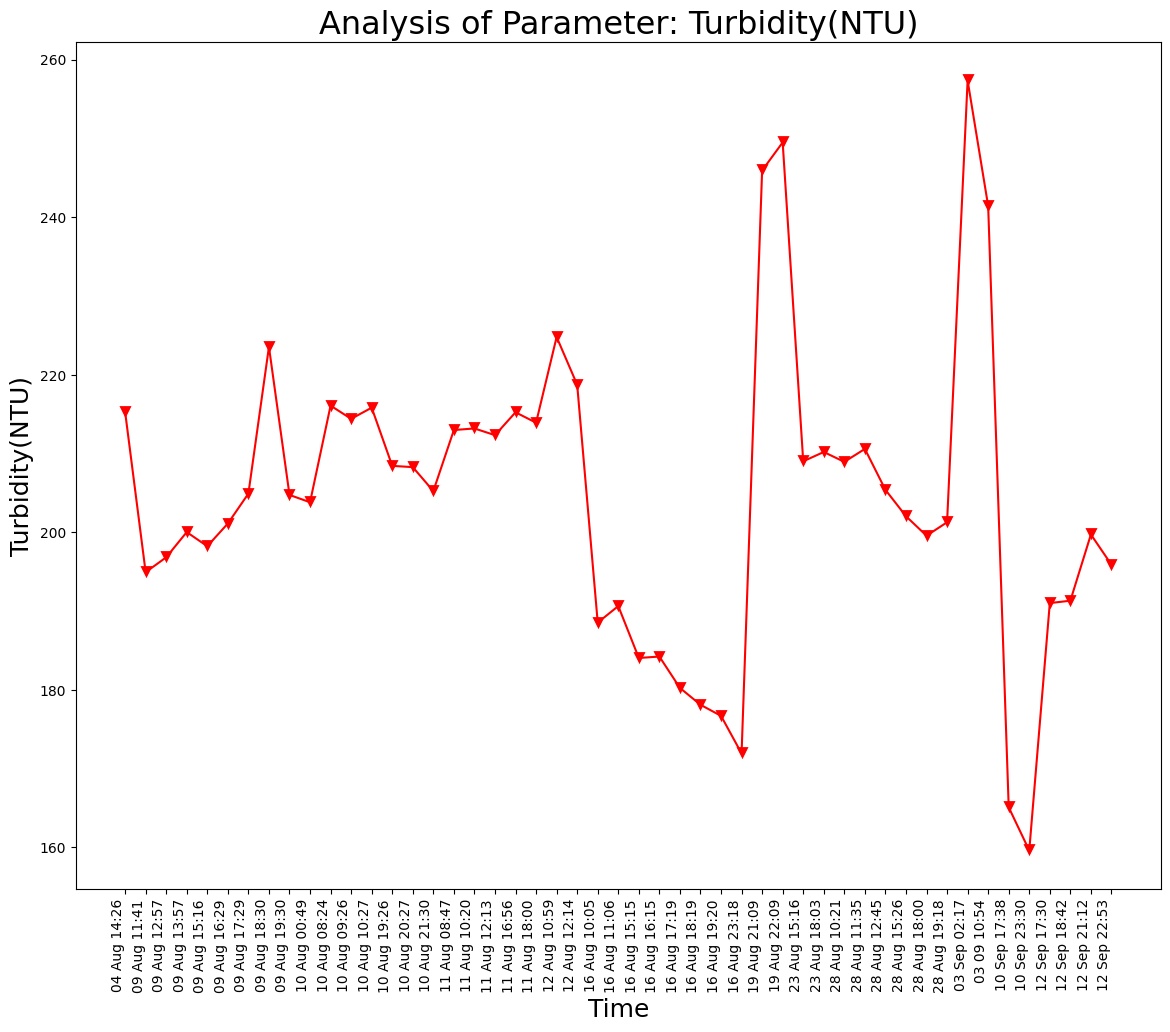 Analysis of Parameter: Turbidity(NTU)
Turbidity(NTU)
260
240
220
200
180
160
04 Aug 14:26
09 Aug 11:41
09 Aug 12:57
09 Aug 13:57
09 Aug 15:16
09 Aug 16:29
09 Aug 17:29
09 Aug 18:30
09 Aug 19:30
10 Aug 00:49
10 Aug 08:24
10 Aug 09:26
10 Aug 10:27
10 Aug 19:26
10 Aug 20:27
10 Aug 21:30
11 Aug 08:47
11 Aug 10:20
11 Aug 12:13
11 Aug 16:56
11 Aug 18:00
12 Aug 10:59
12 Aug 12:14
16 Aug 10:05
16 Aug 11:06
16 Aug 15:15
16 Aug 16:15
16 Aug 17:19
16 Aug 18:19
16 Aug 19:20
16 Aug 23:18
19 Aug 21:09
19 Aug 22:09
23 Aug 15:16
23 Aug 18:03
28 Aug 10:21
28 Aug 11:35
28 Aug 12:45
28 Aug 15:26
28 Aug 18:00
28 Aug 19:18
03 Sep 02:17
03 09 10:54
10 Sep 17:38
10 Sep 23:30
12 Sep 17:30
12 Sep 18:42
12 Sep 21:12
12 Sep 22:53
Time